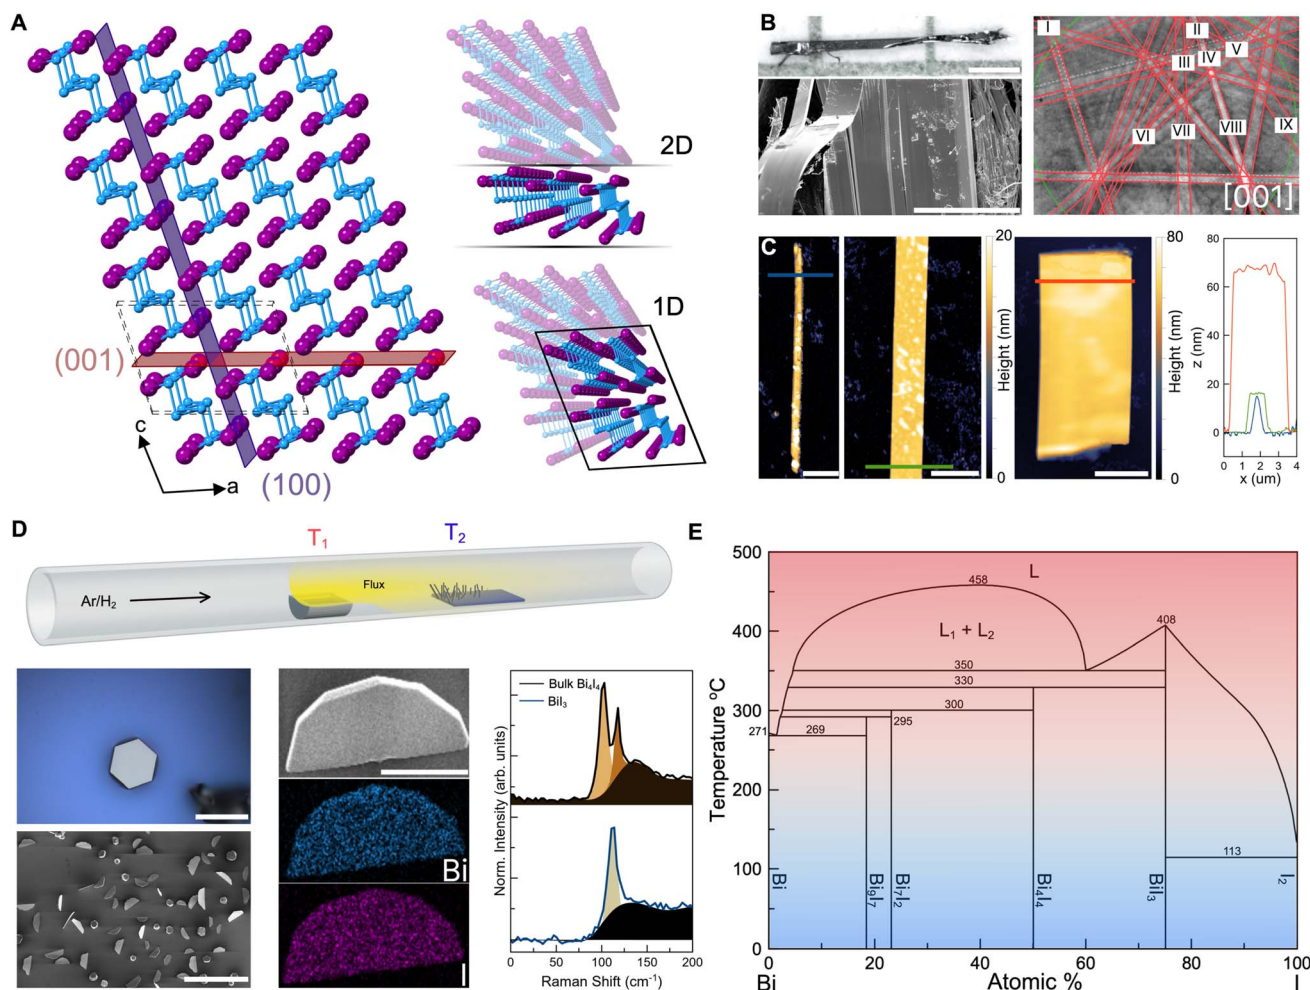 A
2D
1D
(001)
c
a
(100)
B
I
II
III
IV
V
VI
VII
VIII
IX
[001]
C
20
Height (nm)
0
80
Height (nm)
0
80
60
40
20
0
z (nm)
0 1 2 3 4
x (um)
D
T₁
T₂
Ar/H₂
Flux
Bi
I
Bulk Bi₄I₄
BiI₃
Norm. Intensity (arb. units)
0 50 100 150 200
Raman Shift (cm⁻¹)
E
500
400
300
200
100
0
Temperature ºC
L
458
L₁ + L₂
408
350
330
300
295
271
269
113
Bi
Bi₉I₇
Bi₇I₂
Bi₄I₄
BiI₃
I₂
0 20 40 60 80 100
Bi
Atomic %
I